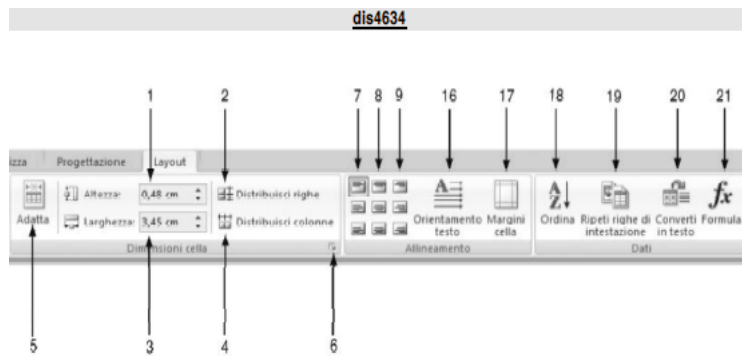 dis4634
1 2 7 8 9 16 17 18 19 20 21
izza Progettazione Layout
Altezza: 0,48 cm Distribuisci righe
Adatta Larghezza: 3,45 cm Distribuisci colonne
Orientamento Margini Ordina Ripeti righe di Converti Formula
testo cella intestazione in testo
Dimensioni cella Allineamento Dati
5 3 4 6